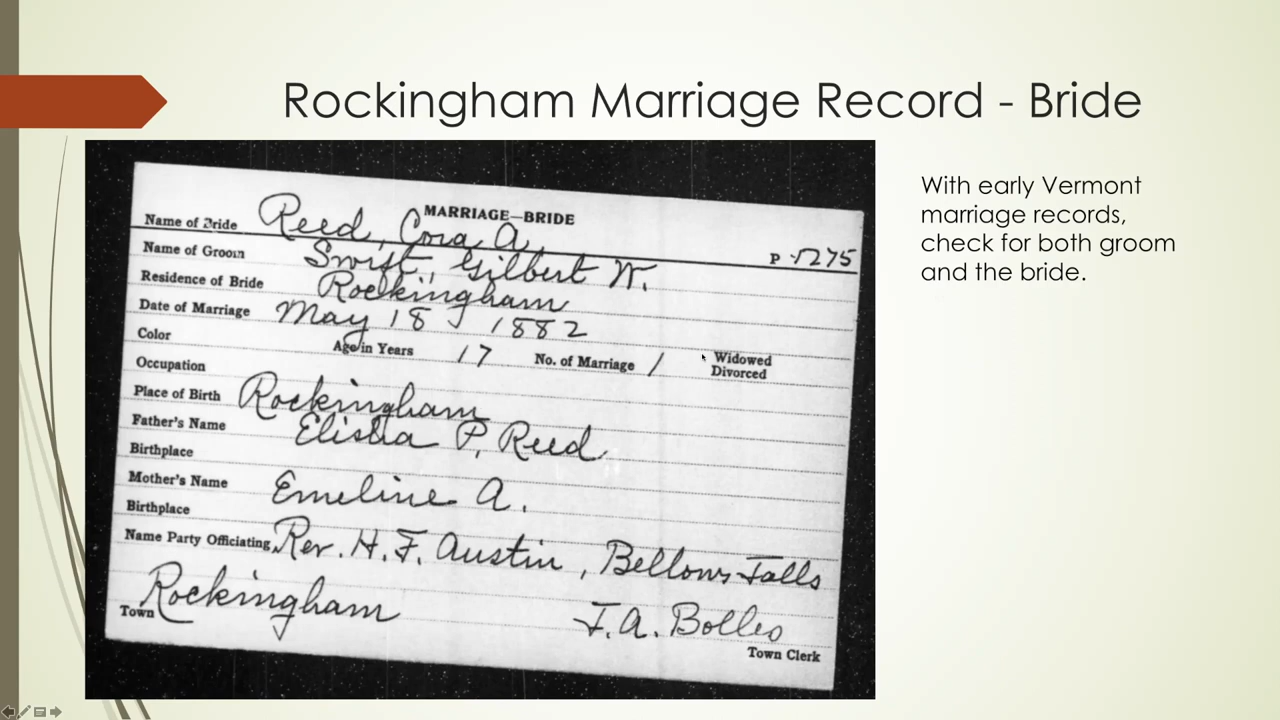 Rockingham Marriage Record - Bride
MARRIAGE—BRIDE
Name of Bride Reed, Cora A.
P 275
Name of Groom Swift, Gilbert W.
Residence of Bride Rockingham
Date of Marriage May 18 1882
Color Age in Years 17 No. of Marriage 1 Widowed
Divorced
Occupation
Place of Birth Rockingham
Father's Name Elisha P. Reed
Birthplace
Mother's Name Emeline A.
Birthplace
Name Party Officiating Rev. H. F. Austin, Bellows Falls
Town Rockingham J. A. Bolles
Town Clerk
With early Vermont
marriage records,
check for both groom
and the bride.